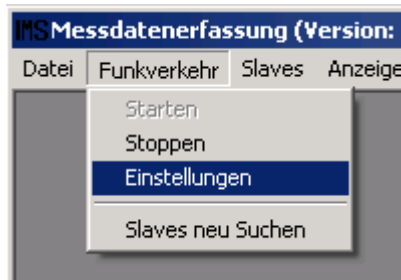 IMS Messdatenerfassung (Version:
Datei Funkverkehr Slaves Anzeige
Starten
Stoppen
Einstellungen
Slaves neu Suchen